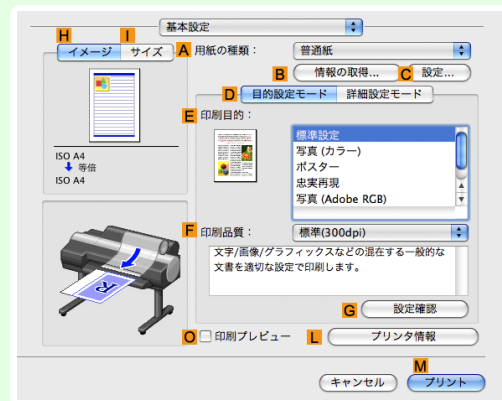 基本設定
H I
イメージ サイズ A 用紙の種類： 普通紙
B 情報の取得... C 設定...
D 目的設定モード 詳細設定モード
E 印刷目的：
標準設定
写真 (カラー)
ポスター
忠実再現
写真 (Adobe RGB)
ISO A4
等倍
ISO A4
F 印刷品質： 標準(300dpi)
文字/画像/グラフィックスなどの混在する一般的な
文書を適切な設定で印刷します。
R
G 設定確認
O 印刷プレビュー L プリンタ情報
M
キャンセル プリント